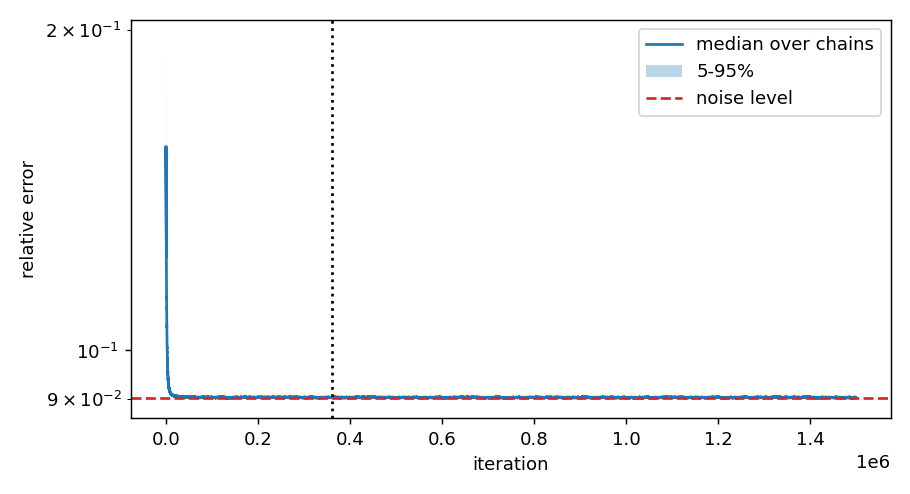 2 × 10⁻¹
10⁻¹
9 × 10⁻²
relative error
median over chains
5-95%
noise level
0.0 0.2 0.4 0.6 0.8 1.0 1.2 1.4
1e6
iteration